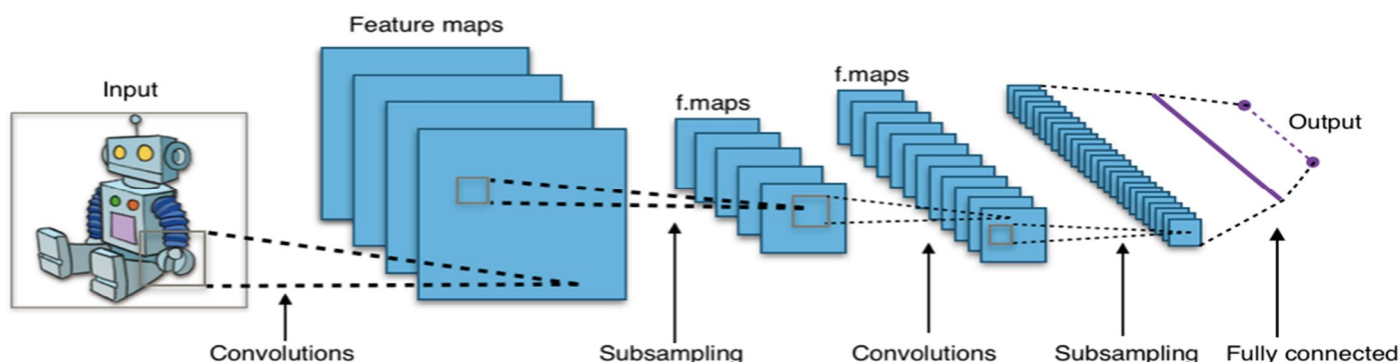 Feature maps
f.maps
Input
f.maps
Output
Convolutions
Subsampling
Convolutions
Subsampling
Fully connected